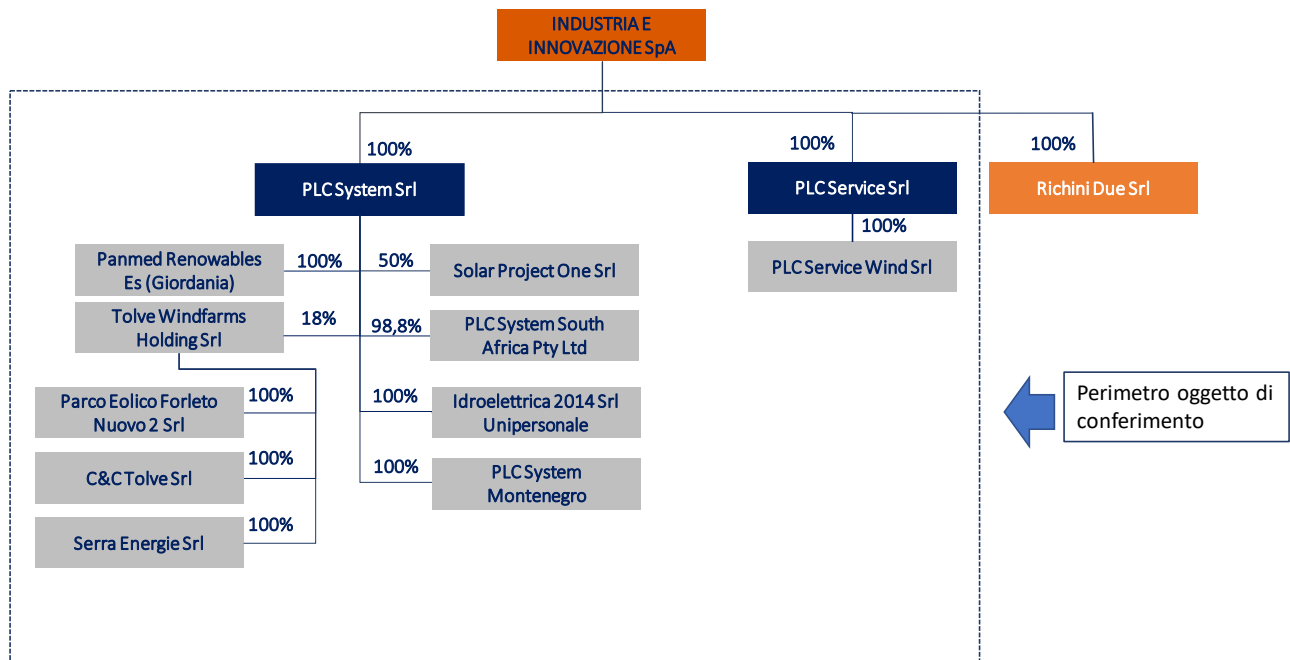 INDUSTRIA E
INNOVAZIONE SpA
100%
100%
100%
PLC System Srl
PLC Service Srl
Richini Due Srl
100%
Panmed Renowables
Es (Giordania)
100%
50%
Solar Project One Srl
PLC Service Wind Srl
Tolve Windfarms
Holding Srl
18%
98,8%
PLC System South
Africa Pty Ltd
Parco Eolico Forleto
Nuovo 2 Srl
100%
100%
Idroelettrica 2014 Srl
Unipersonale
Perimetro oggetto di
conferimento
C&C Tolve Srl
100%
100%
PLC System
Montenegro
Serra Energie Srl
100%